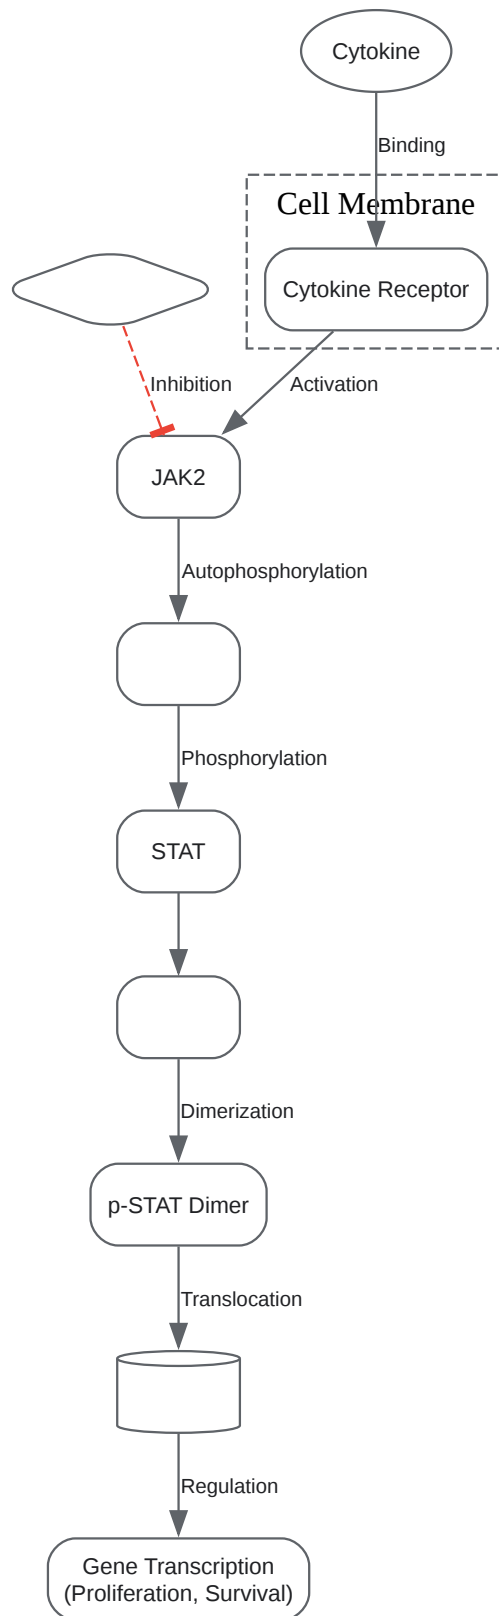 Cytokine
Binding
Cell Membrane
Cytokine Receptor
Inhibition
Activation
JAK2
Autophosphorylation
Phosphorylation
STAT
Dimerization
p-STAT Dimer
Translocation
Regulation
Gene Transcription
(Proliferation, Survival)